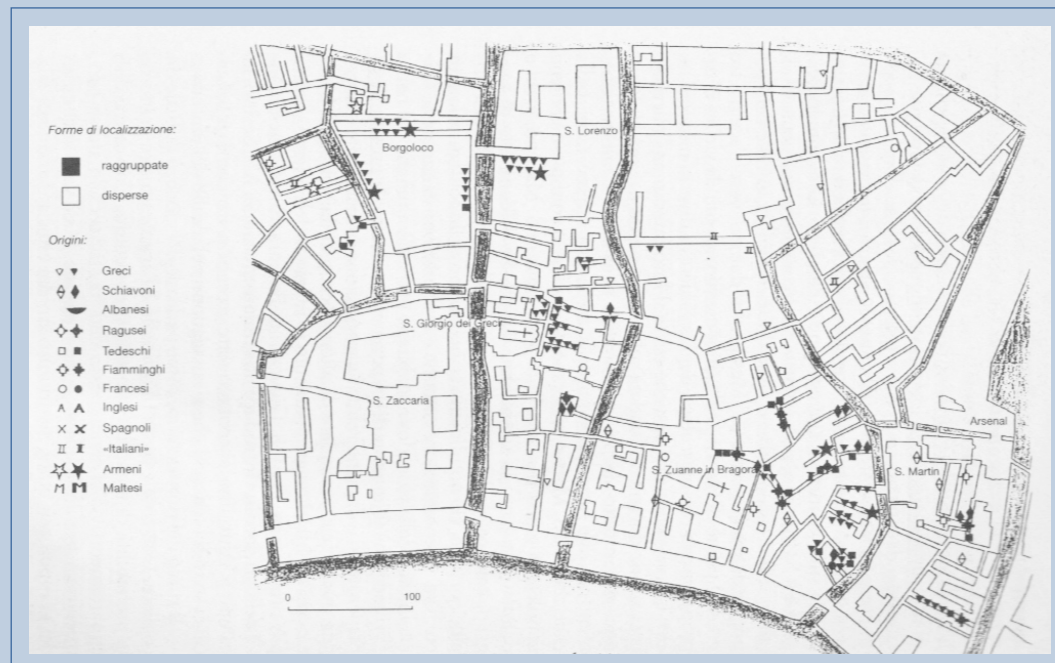 Forme di localizzazione:
raggruppate
disperse
Origini:
Greci
Schiavoni
Albanesi
Ragusei
Tedeschi
Fiamminghi
Francesi
Inglesi
Spagnoli
«Italiani»
Armeni
Maltesi
Borgoloco
S. Lorenzo
S. Giorgio dei Greci
S. Zaccaria
S. Zuanne in Bragora
S. Martin
Arsenal
0 100